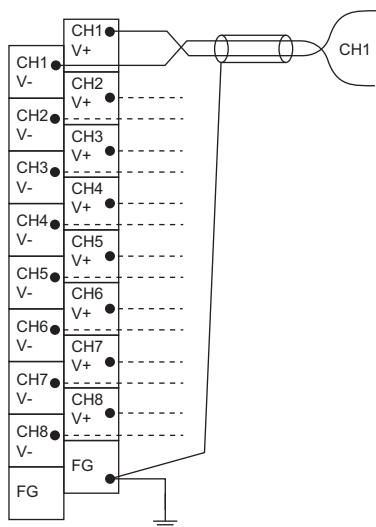 CH1
V+
CH1
V-
CH1
CH2
V+
CH2
V-
CH3
V+
CH3
V-
CH4
V+
CH4
V-
CH5
V+
CH5
V-
CH6
V+
CH6
V-
CH7
V+
CH7
V-
CH8
V+
CH8
V-
FG
FG